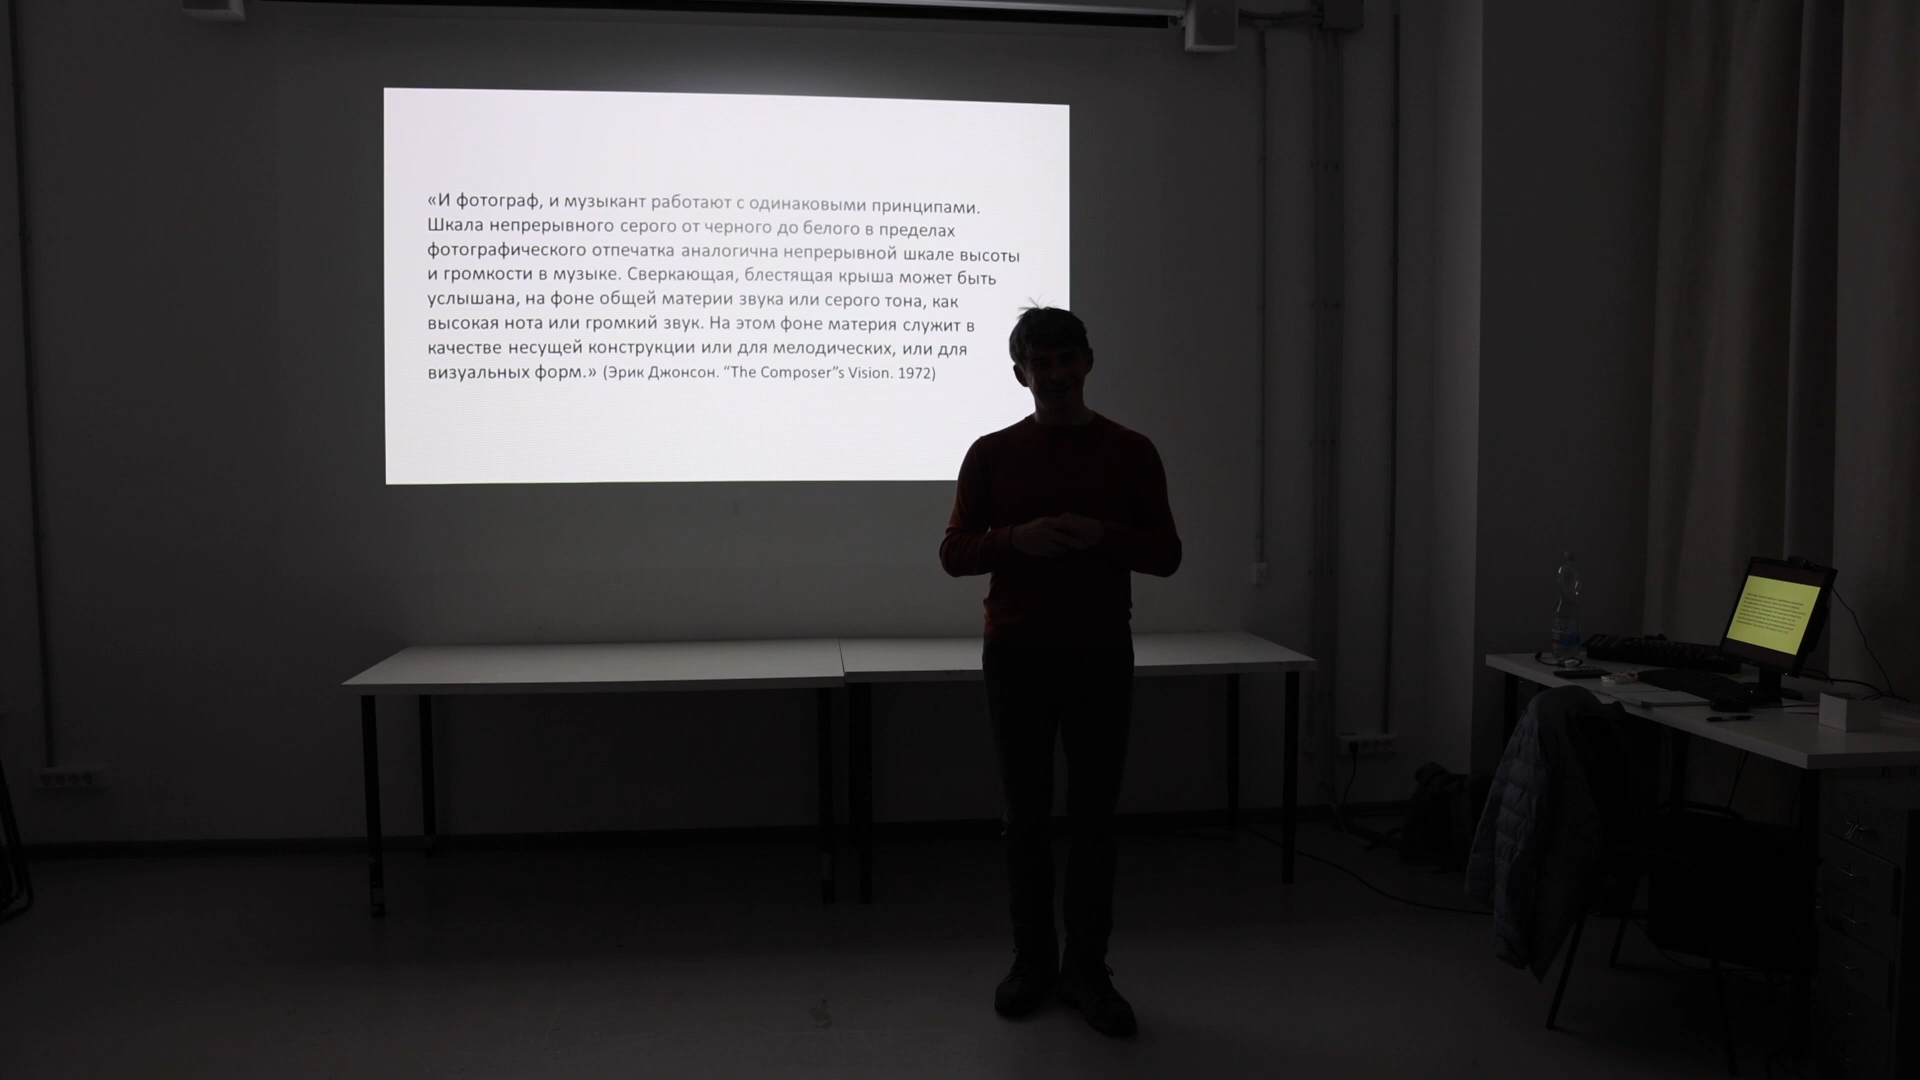 «И фотограф, и музыкант работают с одинаковыми принципами.
Шкала непрерывного серого от черного до белого в пределах
фотографического отпечатка аналогична непрерывной шкале высоты
и громкости в музыке. Сверкающая, блестящая крыша может быть
услышана, на фоне общей материи звука или серого тона, как
высокая нота или громкий звук. На этом фоне материя служит в
качестве несущей конструкции или для мелодических, или для
визуальных форм.» (Эрик Джонсон. “The Composer”s Vision. 1972)